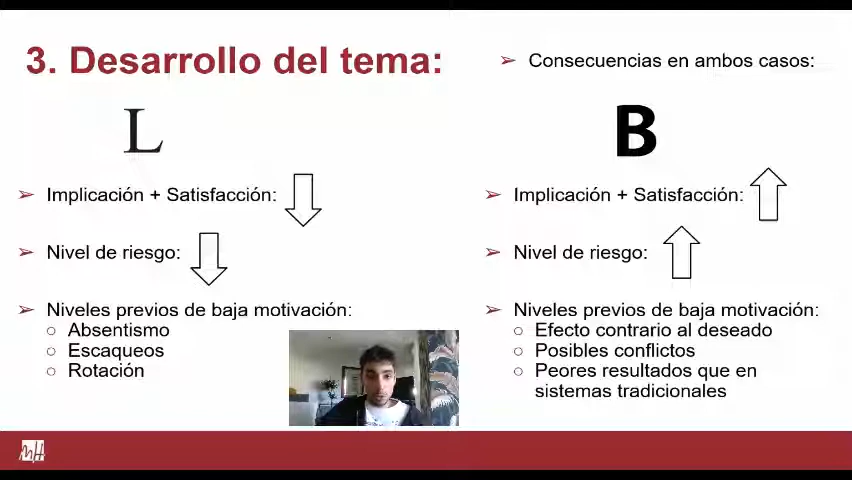 3. Desarrollo del tema:
➢ Consecuencias en ambos casos:
L
➢ Implicación + Satisfacción:
➢ Nivel de riesgo:
➢ Niveles previos de baja motivación:
○ Absentismo
○ Escaqueos
○ Rotación
B
➢ Implicación + Satisfacción:
➢ Nivel de riesgo:
➢ Niveles previos de baja motivación:
○ Efecto contrario al deseado
○ Posibles conflictos
○ Peores resultados que en
sistemas tradicionales